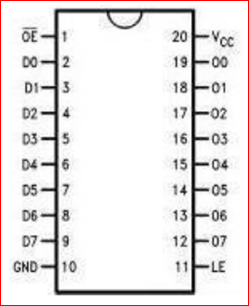 O̅E̅ 1 20 VCC
D0 2 19 O0
D1 3 18 O1
D2 4 17 O2
D3 5 16 O3
D4 6 15 O4
D5 7 14 O5
D6 8 13 O6
D7 9 12 O7
GND 10 11 LE